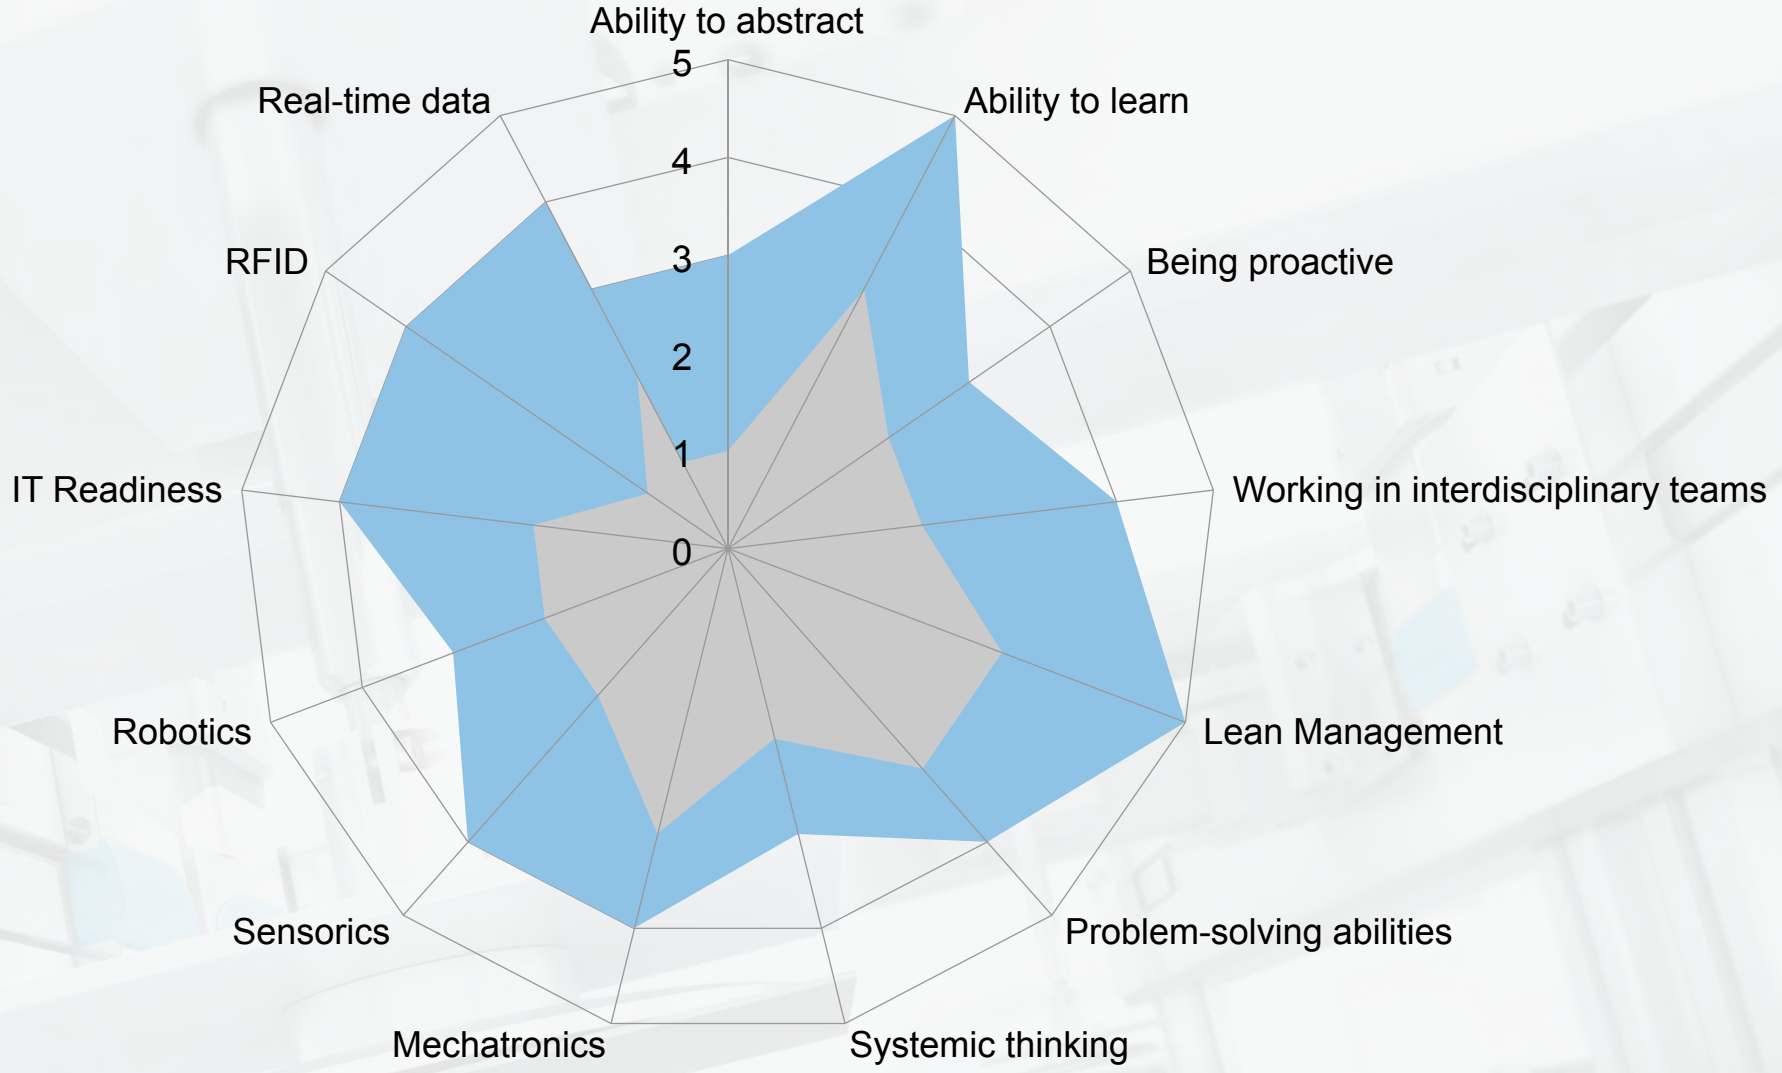 Ability to abstract
5
Real-time data
Ability to learn
4
RFID
3
Being proactive
2
1
IT Readiness
Working in interdisciplinary teams
0
Robotics
Lean Management
Sensorics
Problem-solving abilities
Mechatronics
Systemic thinking